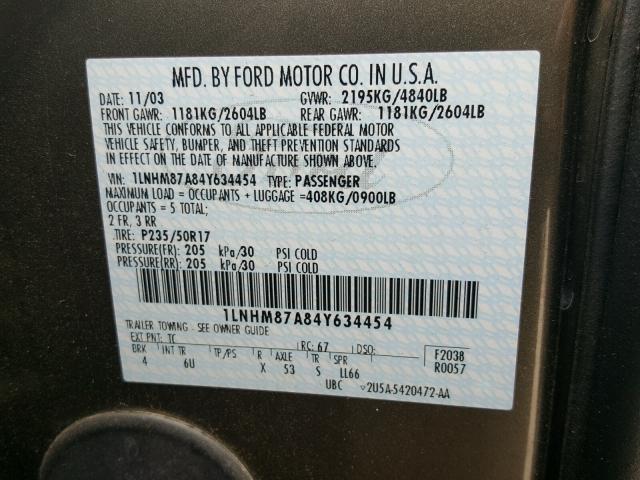 MFD. BY FORD MOTOR CO. IN U.S.A.
DATE: 11/03 GVWR: 2195KG/4840LB
FRONT GAWR: 1181KG/2604LB REAR GAWR: 1181KG/2604LB
THIS VEHICLE CONFORMS TO ALL APPLICABLE FEDERAL MOTOR
VEHICLE SAFETY, BUMPER, AND THEFT PREVENTION STANDARDS
IN EFFECT ON THE DATE OF MANUFACTURE SHOWN ABOVE.
VIN: 1LNHM87A84Y634454 TYPE: PASSENGER
MAXIMUM LOAD = OCCUPANTS + LUGGAGE =408KG/0900LB
OCCUPANTS = 5 TOTAL;
2 FR, 3 RR
TIRE: P235/50R17
PRESSURE(FR): 205 kPa/30 PSI COLD
PRESSURE(RR): 205 kPa/30 PSI COLD
1LNHM87A84Y634454
TRAILER TOWING - SEE OWNER GUIDE
EXT PNT: TC RC: 67 DSO: F2038
BRK INT TR TP/PS R AXLE TR SPR R0057
4 6U X 53 S LL66
UBC 2U5A-5420472-AA